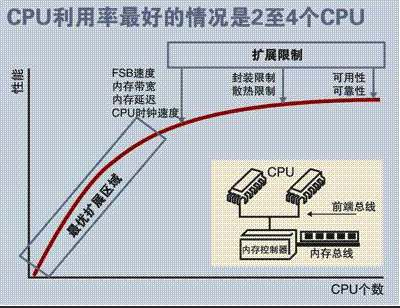 CPU利用率最好的情况是2至4个CPU
扩展限制
FSB速度
内存带宽
内存延迟
CPU时钟速度
封装限制
散热限制
可用性
可靠性
性能
最优扩展区域
CPU
前端总线
内存控制器
内存总线
CPU个数